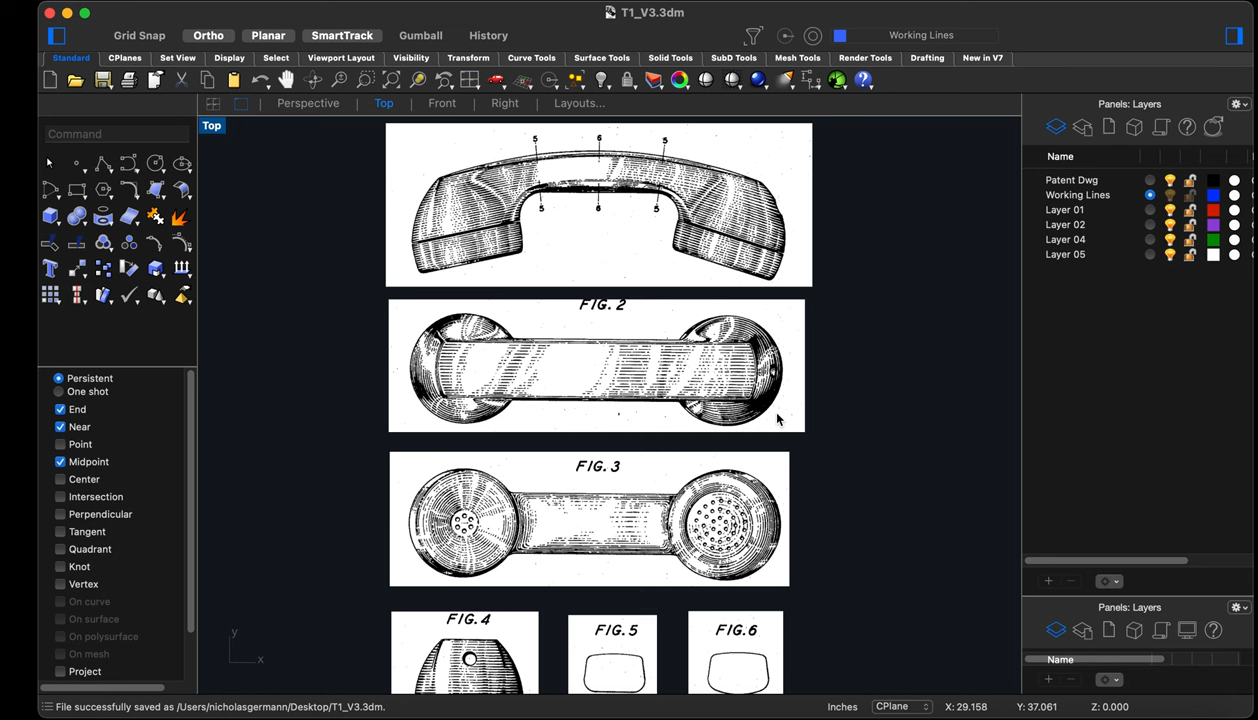 T1_V3.3dm
Grid Snap Ortho Planar SmartTrack Gumball History Working Lines
Standard CPlanes Set View Display Select Viewport Layout Visibility Transform Curve Tools Surface Tools Solid Tools SubD Tools Mesh Tools Render Tools Drafting New in V7
Perspective Top Front Right Layouts... Panels: Layers
Top
Command
Name
Patent Dwg
Working Lines
Layer 01
Layer 02
Layer 04
Layer 05
5 6 5
5 6 5
FIG. 2
FIG. 3
FIG. 4
FIG. 5
FIG. 6
Persistent
One shot
End
Near
Point
Midpoint
Center
Intersection
Perpendicular
Tangent
Quadrant
Knot
Vertex
On curve
On surface
On polysurface
On mesh
Project
y
x
Panels: Layers
Name
File successfully saved as /Users/nicholasgermann/Desktop/T1_V3.3dm. Inches CPlane X: 29.158 Y: 37.061 Z: 0.000